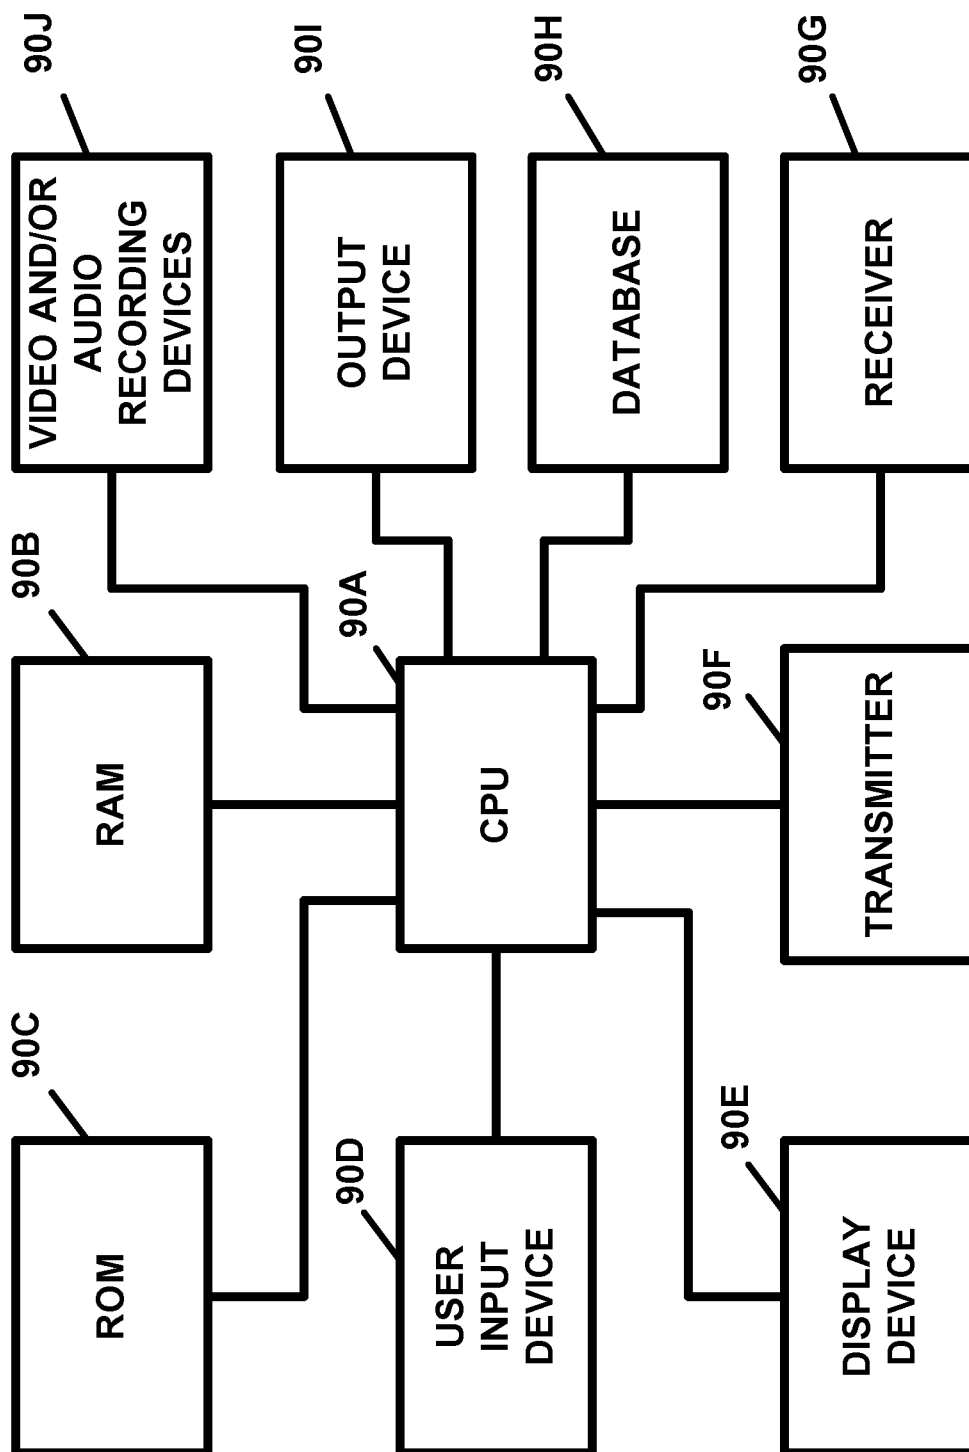 90C
ROM
90B
RAM
90J
VIDEO AND/OR
AUDIO
RECORDING
DEVICES
90D
USER
INPUT
DEVICE
90A
CPU
90I
OUTPUT
DEVICE
90H
DATABASE
90E
DISPLAY
DEVICE
90F
TRANSMITTER
90G
RECEIVER